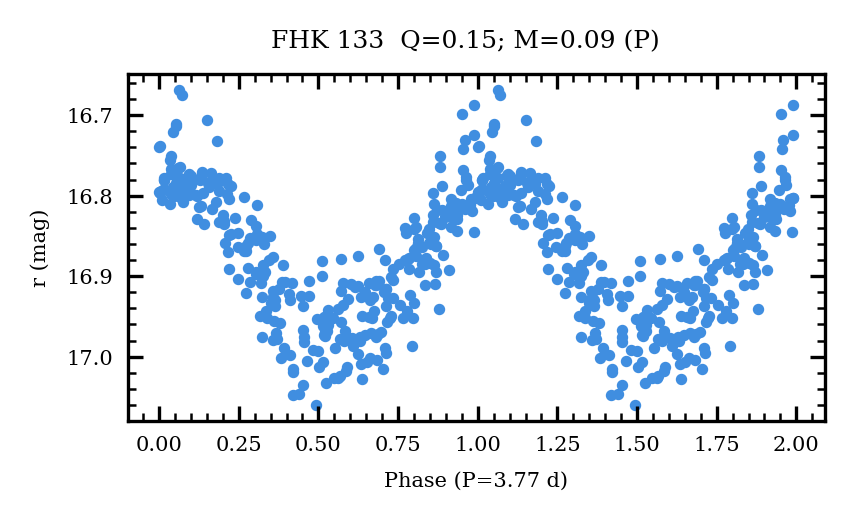 FHK 133 Q=0.15; M=0.09 (P)
16.7
16.8
16.9
17.0
r (mag)
0.00 0.25 0.50 0.75 1.00 1.25 1.50 1.75 2.00
Phase (P=3.77 d)